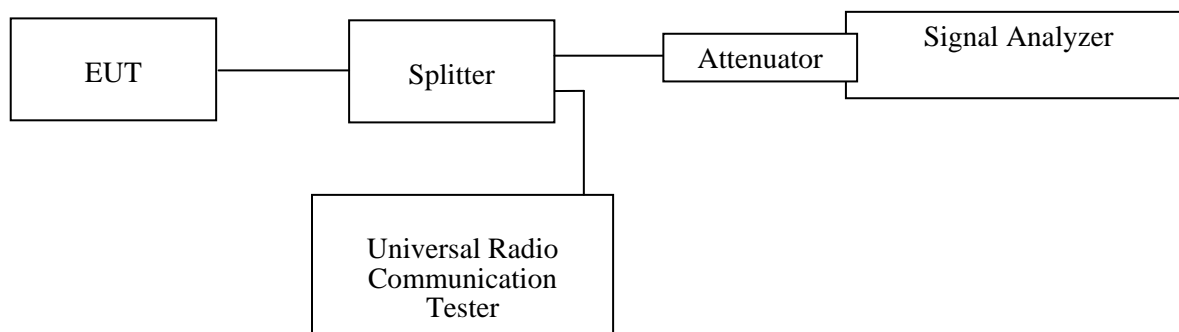 EUT
Splitter
Attenuator
Signal Analyzer
Universal Radio
Communication
Tester